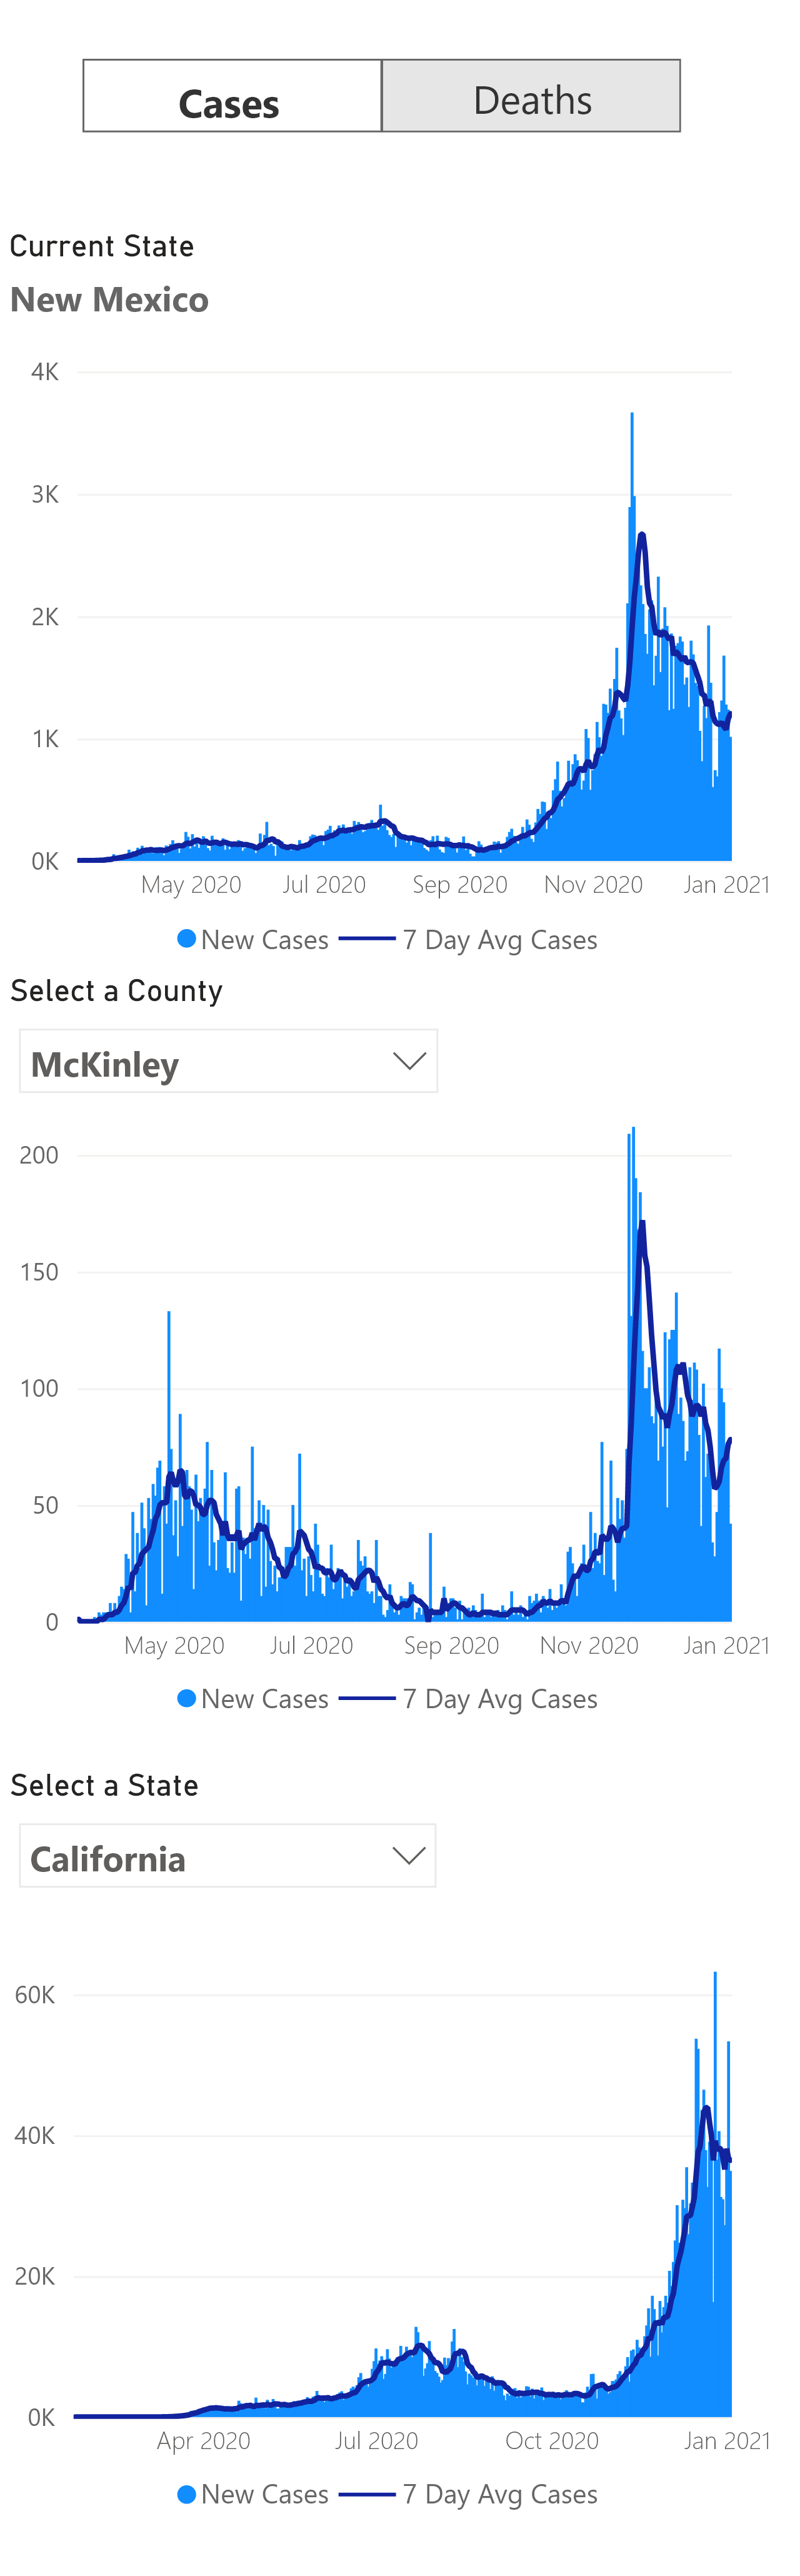 Cases Deaths
Current State
New Mexico
4K
3K
2K
1K
0K
May 2020 Jul 2020 Sep 2020 Nov 2020 Jan 2021
New Cases 7 Day Avg Cases
Select a County
McKinley
200
150
100
50
0
May 2020 Jul 2020 Sep 2020 Nov 2020 Jan 2021
New Cases 7 Day Avg Cases
Select a State
California
60K
40K
20K
0K
Apr 2020 Jul 2020 Oct 2020 Jan 2021
New Cases 7 Day Avg Cases